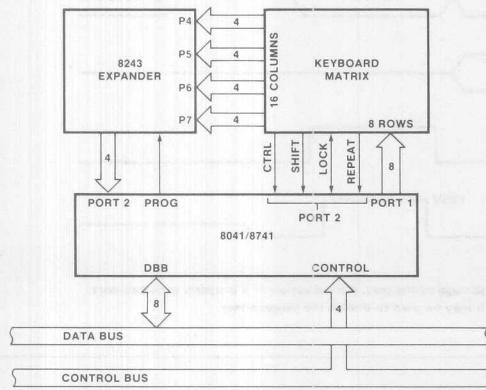 P4
4
P5
4
P6
4
P7
4
8243
EXPANDER
16 COLUMNS
KEYBOARD
MATRIX
8 ROWS
4
CTRL
SHIFT
LOCK
REPEAT
8
PORT 2
PROG
PORT 2
PORT 1
8041/8741
DBB
CONTROL
8
4
DATA BUS
CONTROL BUS